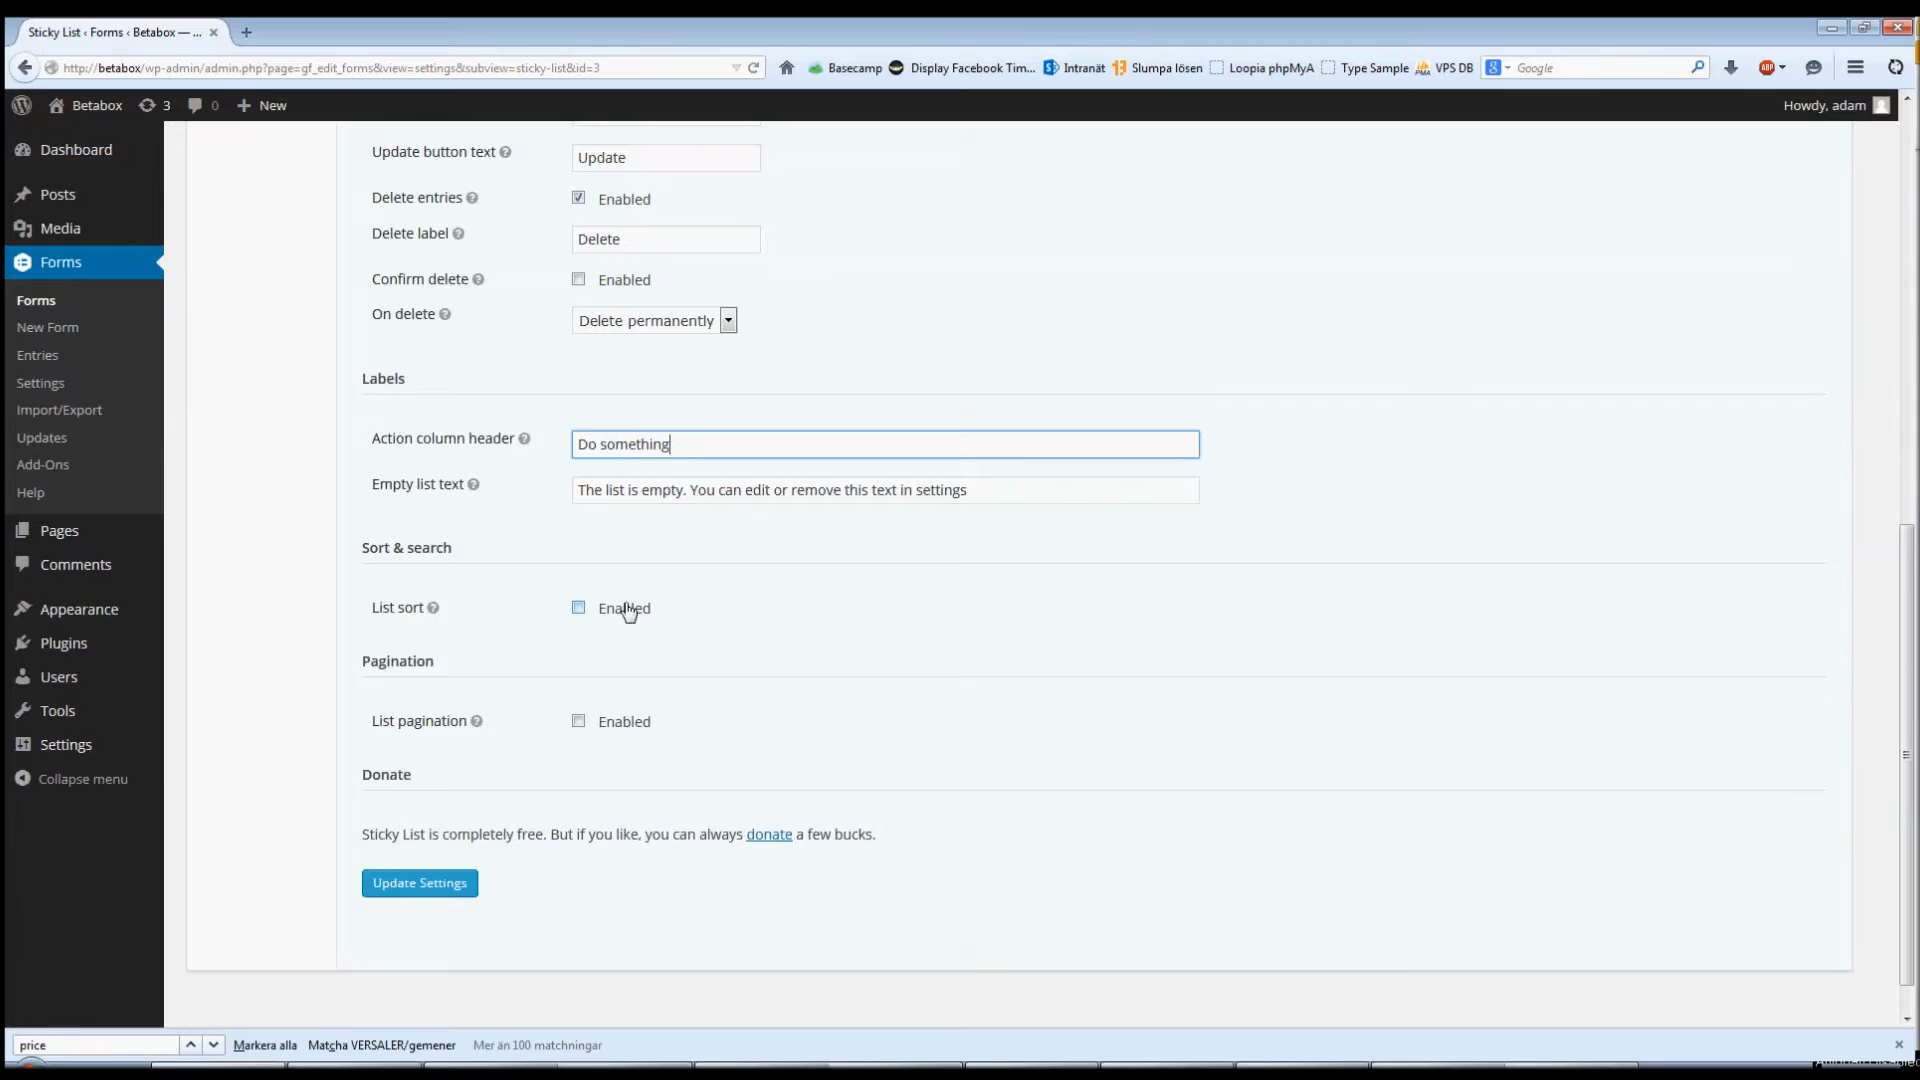 Sticky List ‹ Forms ‹ Betabox — ...
http://betabox/wp-admin/admin.php?page=gf_edit_forms&view=settings&subview=sticky-list&id=3
Basecamp
Display Facebook Tim...
Intranät
Slumpa lösen
Loopia phpMyA
Type Sample
VPS DB
Google
Betabox
3
0
New
Howdy, adam
Dashboard
Posts
Media
Forms
Forms
New Form
Entries
Settings
Import/Export
Updates
Add-Ons
Help
Pages
Comments
Appearance
Plugins
Users
Tools
Settings
Collapse menu
Update button text
Update
Delete entries
Enabled
Delete label
Delete
Confirm delete
Enabled
On delete
Delete permanently
Labels
Action column header
Do something
Empty list text
The list is empty. You can edit or remove this text in settings
Sort & search
List sort
Enabled
Pagination
List pagination
Enabled
Donate
Sticky List is completely free. But if you like, you can always donate a few bucks.
Update Settings
price
Markera alla
Matcha VERSALER/gemener
Mer än 100 matchningar